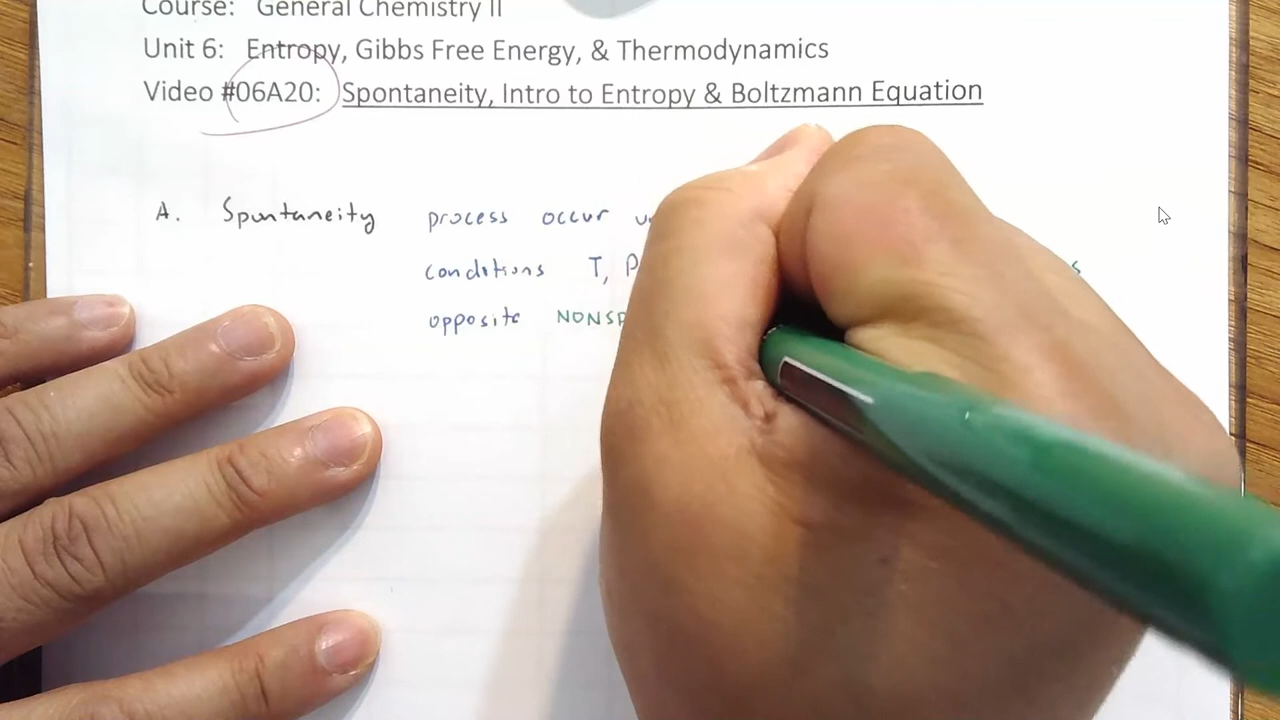 Course: General Chemistry II
Unit 6: Entropy, Gibbs Free Energy, & Thermodynamics
Video #06A20: Spontaneity, Intro to Entropy & Boltzmann Equation
A. Spontaneity process occur
conditions T, P
opposite NONSP